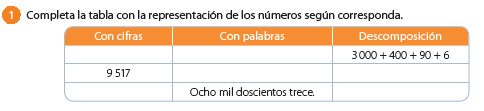 1 Completa la tabla con la representación de los números según corresponda.
Con cifras Con palabras Descomposición
3 000 + 400 + 90 + 6
9 517
Ocho mil doscientos trece.